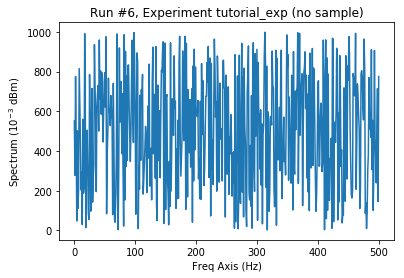 Run #6, Experiment tutorial_exp (no sample)
1000
800
600
400
200
0
Spectrum (10⁻³ dBm)
0 100 200 300 400 500
Freq Axis (Hz)